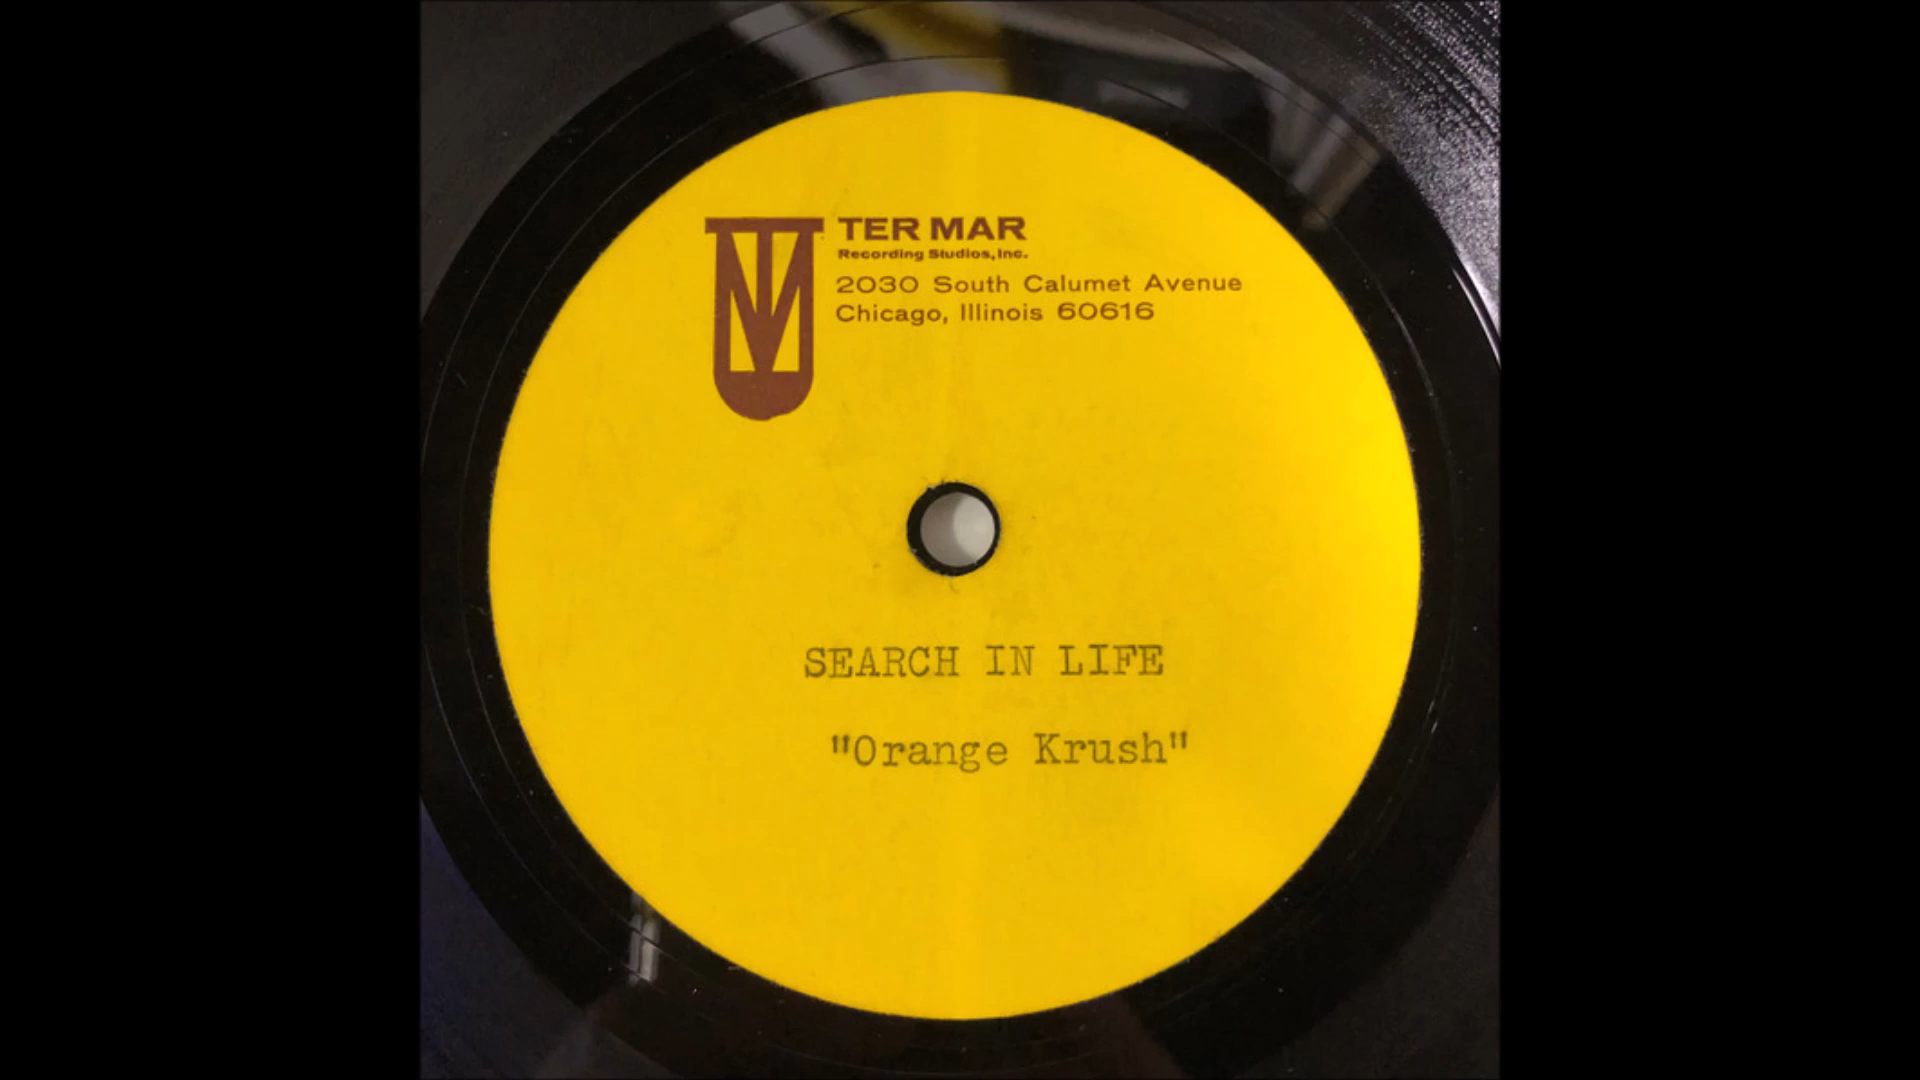 TER MAR
Recording Studios, Inc.
2030 South Calumet Avenue
Chicago, Illinois 60616
SEARCH IN LIFE
"Orange Krush"